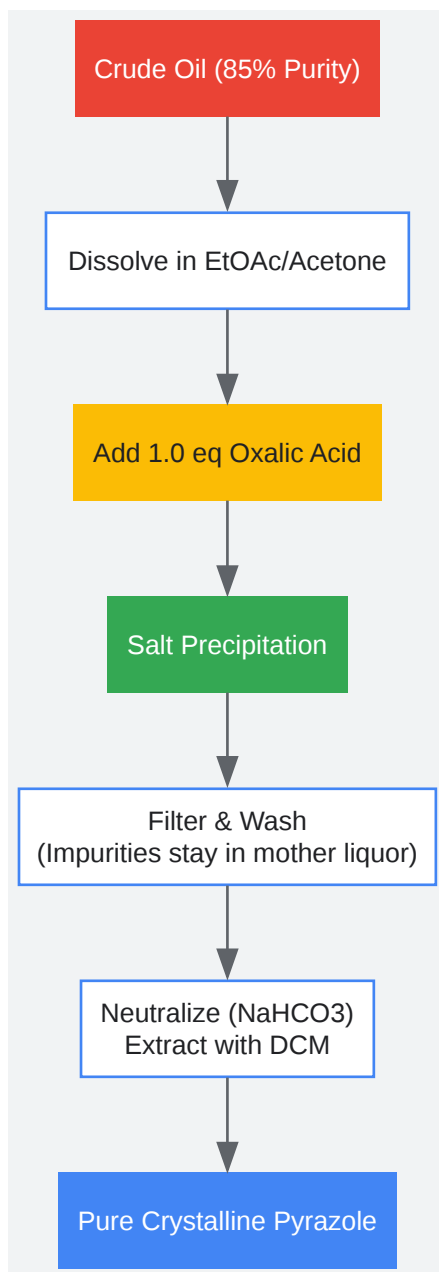 Crude Oil (85% Purity)
Dissolve in EtOAc/Acetone
Add 1.0 eq Oxalic Acid
Salt Precipitation
Filter & Wash
(Impurities stay in mother liquor)
Neutralize (NaHCO3)
Extract with DCM
Pure Crystalline Pyrazole